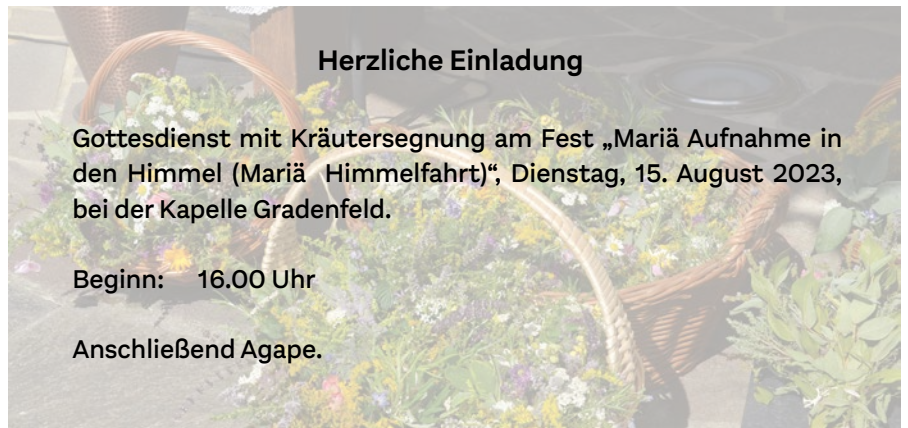 Herzliche Einladung
Gottesdienst mit Kräutersegnung am Fest „Mariä Aufnahme in
den Himmel (Mariä Himmelfahrt)“, Dienstag, 15. August 2023,
bei der Kapelle Gradenfeld.
Beginn: 16.00 Uhr
Anschließend Agape.